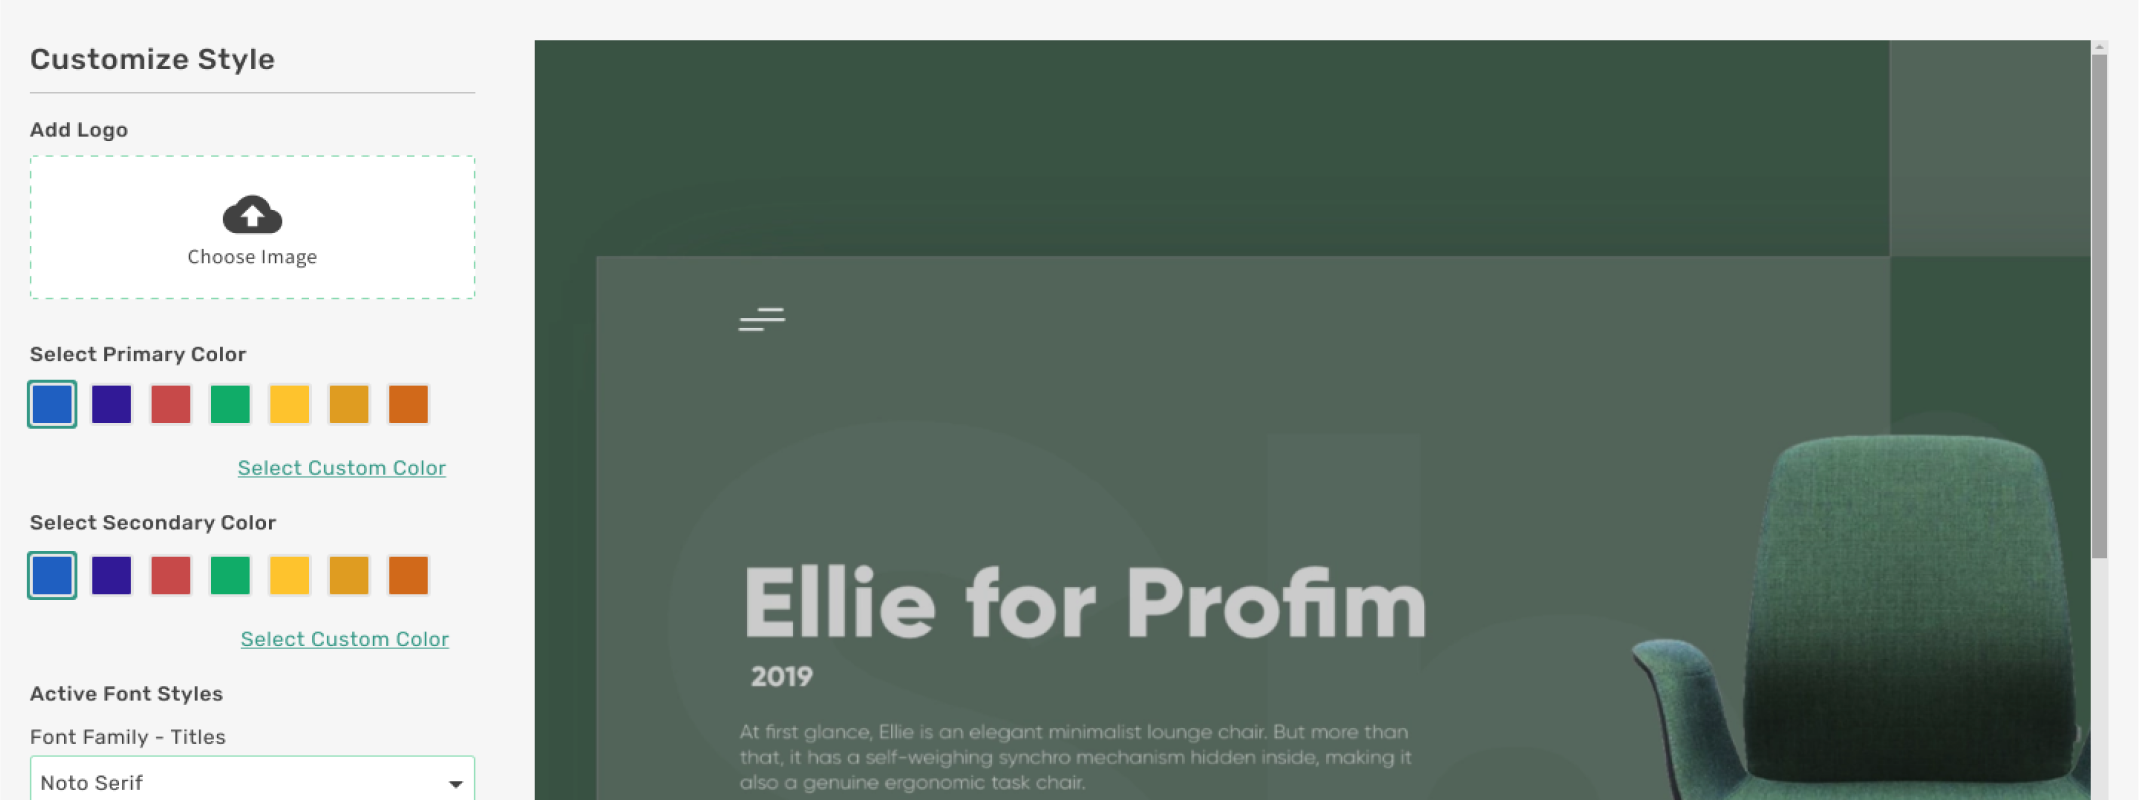 Customize Style
Add Logo
Choose Image
Select Primary Color
Select Custom Color
Select Secondary Color
Select Custom Color
Active Font Styles
Font Family - Titles
Noto Serif
Ellie for Profim
2019
At first glance, Ellie is an elegant minimalist lounge chair. But more than
that, it has a self-weighing synchro mechanism hidden inside, making it
also a genuine ergonomic task chair.